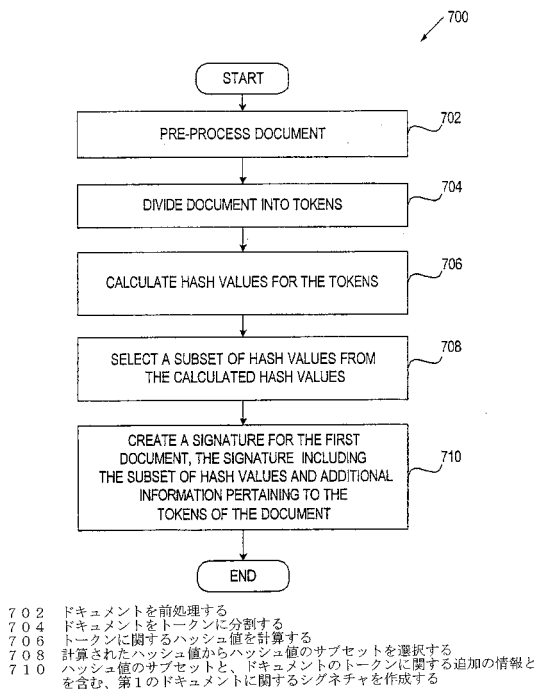 700
START
PRE-PROCESS DOCUMENT
702
DIVIDE DOCUMENT INTO TOKENS
704
CALCULATE HASH VALUES FOR THE TOKENS
706
SELECT A SUBSET OF HASH VALUES FROM
THE CALCULATED HASH VALUES
708
CREATE A SIGNATURE FOR THE FIRST
DOCUMENT, THE SIGNATURE INCLUDING
THE SUBSET OF HASH VALUES AND ADDITIONAL
INFORMATION PERTAINING TO THE
TOKENS OF THE DOCUMENT
710
END
702 ドキュメントを前処理する
704 ドキュメントをトークンに分割する
706 トークンに関するハッシュ値を計算する
708 計算されたハッシュ値からハッシュ値のサブセットを選択する
710 ハッシュ値のサブセットと、ドキュメントのトークンに関する追加の情報と
を含む、第1のドキュメントに関するシグネチャを作成する